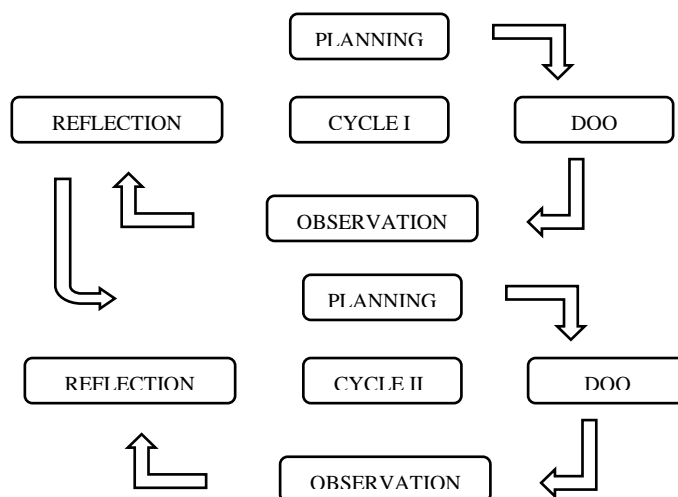 PLANNING
REFLECTION
CYCLE I
DOO
OBSERVATION
PLANNING
REFLECTION
CYCLE II
DOO
OBSERVATION